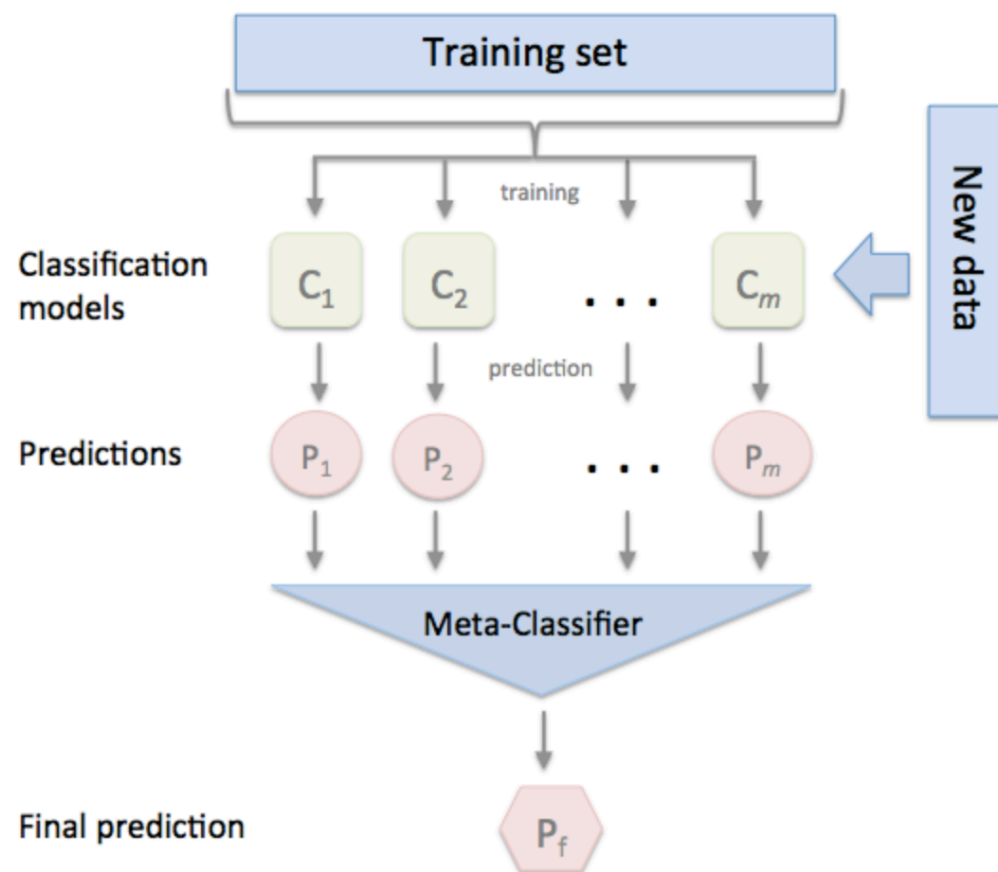 Training set
New data
training
Classification
models
C1 C2 . . . Cm
prediction
Predictions
P1 P2 . . . Pm
Meta-Classifier
Final prediction
Pf